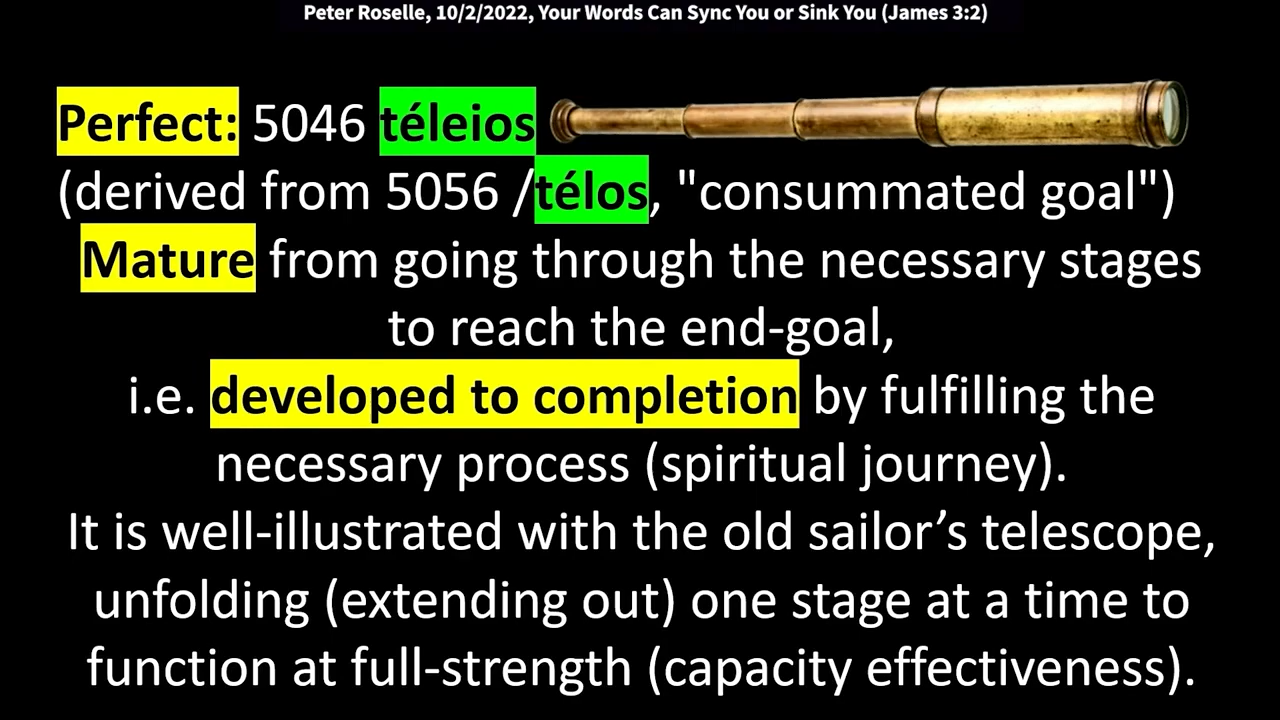 Peter Roselle, 10/2/2022, Your Words Can Sync You or Sink You (James 3:2)
Perfect: 5046 téleios
(derived from 5056 /télos, "consummated goal")
Mature from going through the necessary stages
to reach the end-goal,
i.e. developed to completion by fulfilling the
necessary process (spiritual journey).
It is well-illustrated with the old sailor’s telescope,
unfolding (extending out) one stage at a time to
function at full-strength (capacity effectiveness).